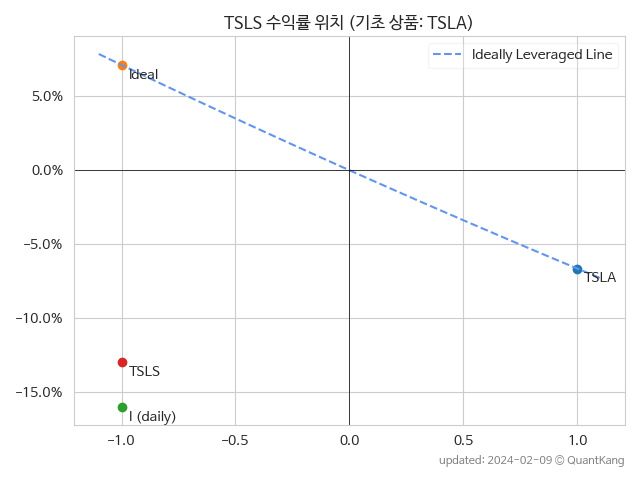 TSLS 수익률 위치 (기초 상품: TSLA)
Ideally Leveraged Line
Ideal
5.0%
0.0%
−5.0%
TSLA
−10.0%
TSLS
−15.0%
I (daily)
−1.0 −0.5 0.0 0.5 1.0
updated: 2024-02-09 © QuantKang